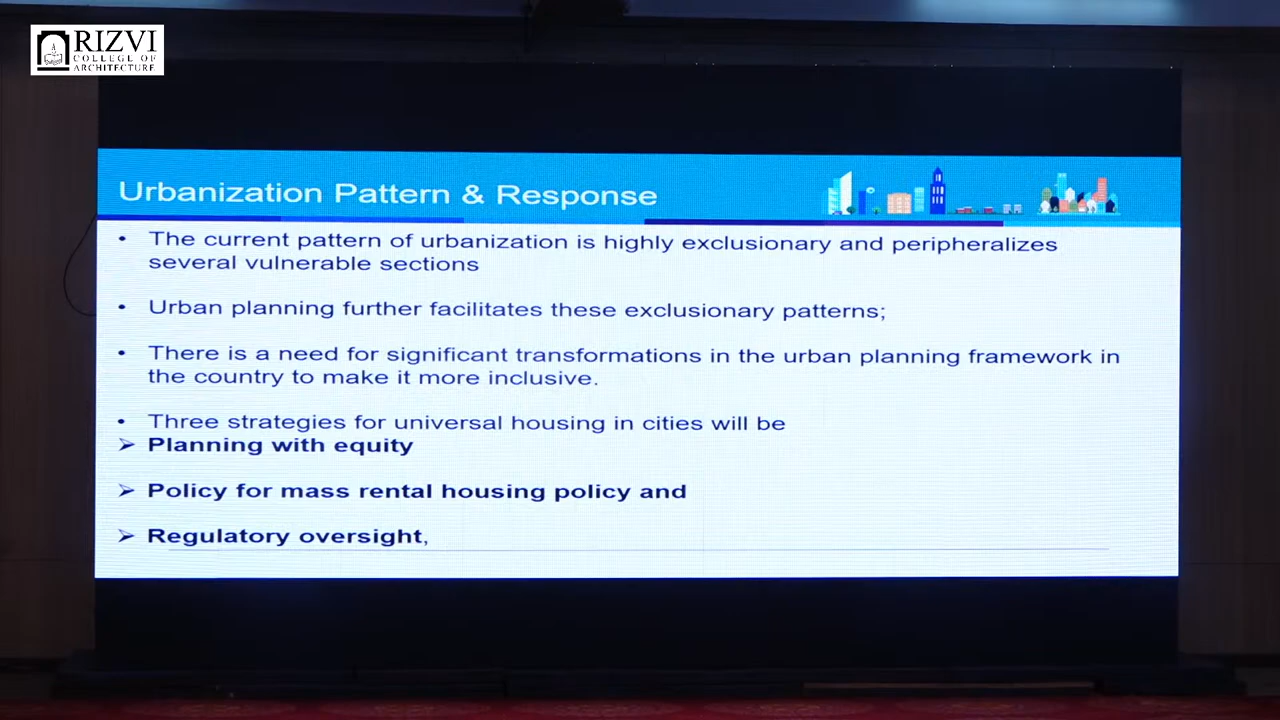 RIZVI
COLLEGE OF
ARCHITECTURE
Urbanization Pattern & Response
• The current pattern of urbanization is highly exclusionary and peripheralizes
several vulnerable sections
• Urban planning further facilitates these exclusionary patterns;
• There is a need for significant transformations in the urban planning framework in
the country to make it more inclusive.
• Three strategies for universal housing in cities will be
➢ Planning with equity
➢ Policy for mass rental housing policy and
➢ Regulatory oversight,